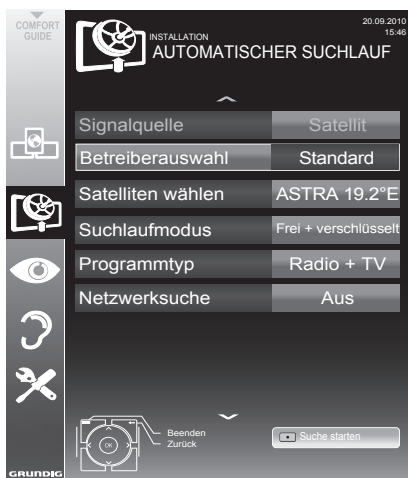 COMFORT
GUIDE
20.09.2010
15:46
INSTALLATION
AUTOMATISCHER SUCHLAUF
Signalquelle Satellit
Betreiberauswahl Standard
Satelliten wählen ASTRA 19.2°E
Suchlaufmodus Frei + verschlüsselt
Programmtyp Radio + TV
Netzwerksuche Aus
OK
Beenden
Zurück
Suche starten
GRUNDIG